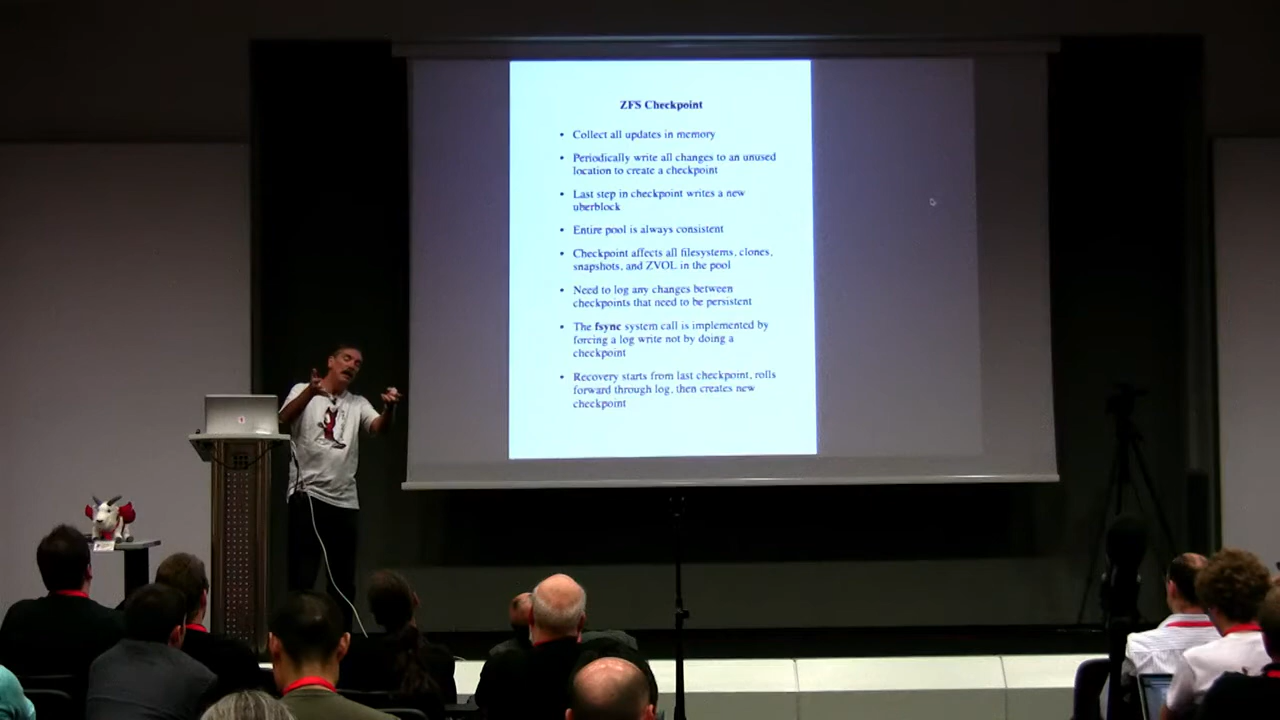 ZFS Checkpoint
• Collect all updates in memory
• Periodically write all changes to an unused
location to create a checkpoint
• Last step in checkpoint writes a new
uberblock
• Entire pool is always consistent
• Checkpoint affects all filesystems, clones,
snapshots, and ZVOL in the pool
• Need to log any changes between
checkpoints that need to be persistent
• The fsync system call is implemented by
forcing a log write not by doing a
checkpoint
• Recovery starts from last checkpoint, rolls
forward through log, then creates new
checkpoint